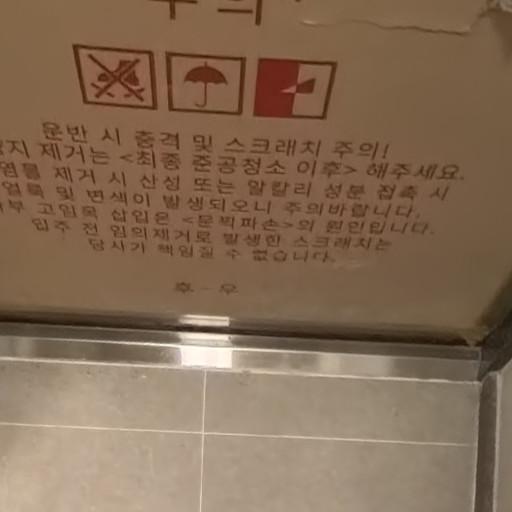 주의!
운반 시 충격 및 스크래치 주의!
지 제거는 <최종 준공청소 이후> 해주세요.
염물 제거 시 산성 또는 알칼리 성분 접촉 시
얼룩 및 변색이 발생되오니 주의바랍니다.
부 고임목 삽입은 <문짝파손>의 원인입니다.
입주 전 임의제거로 발생한 스크래치는
당사가 책임질 수 없습니다.